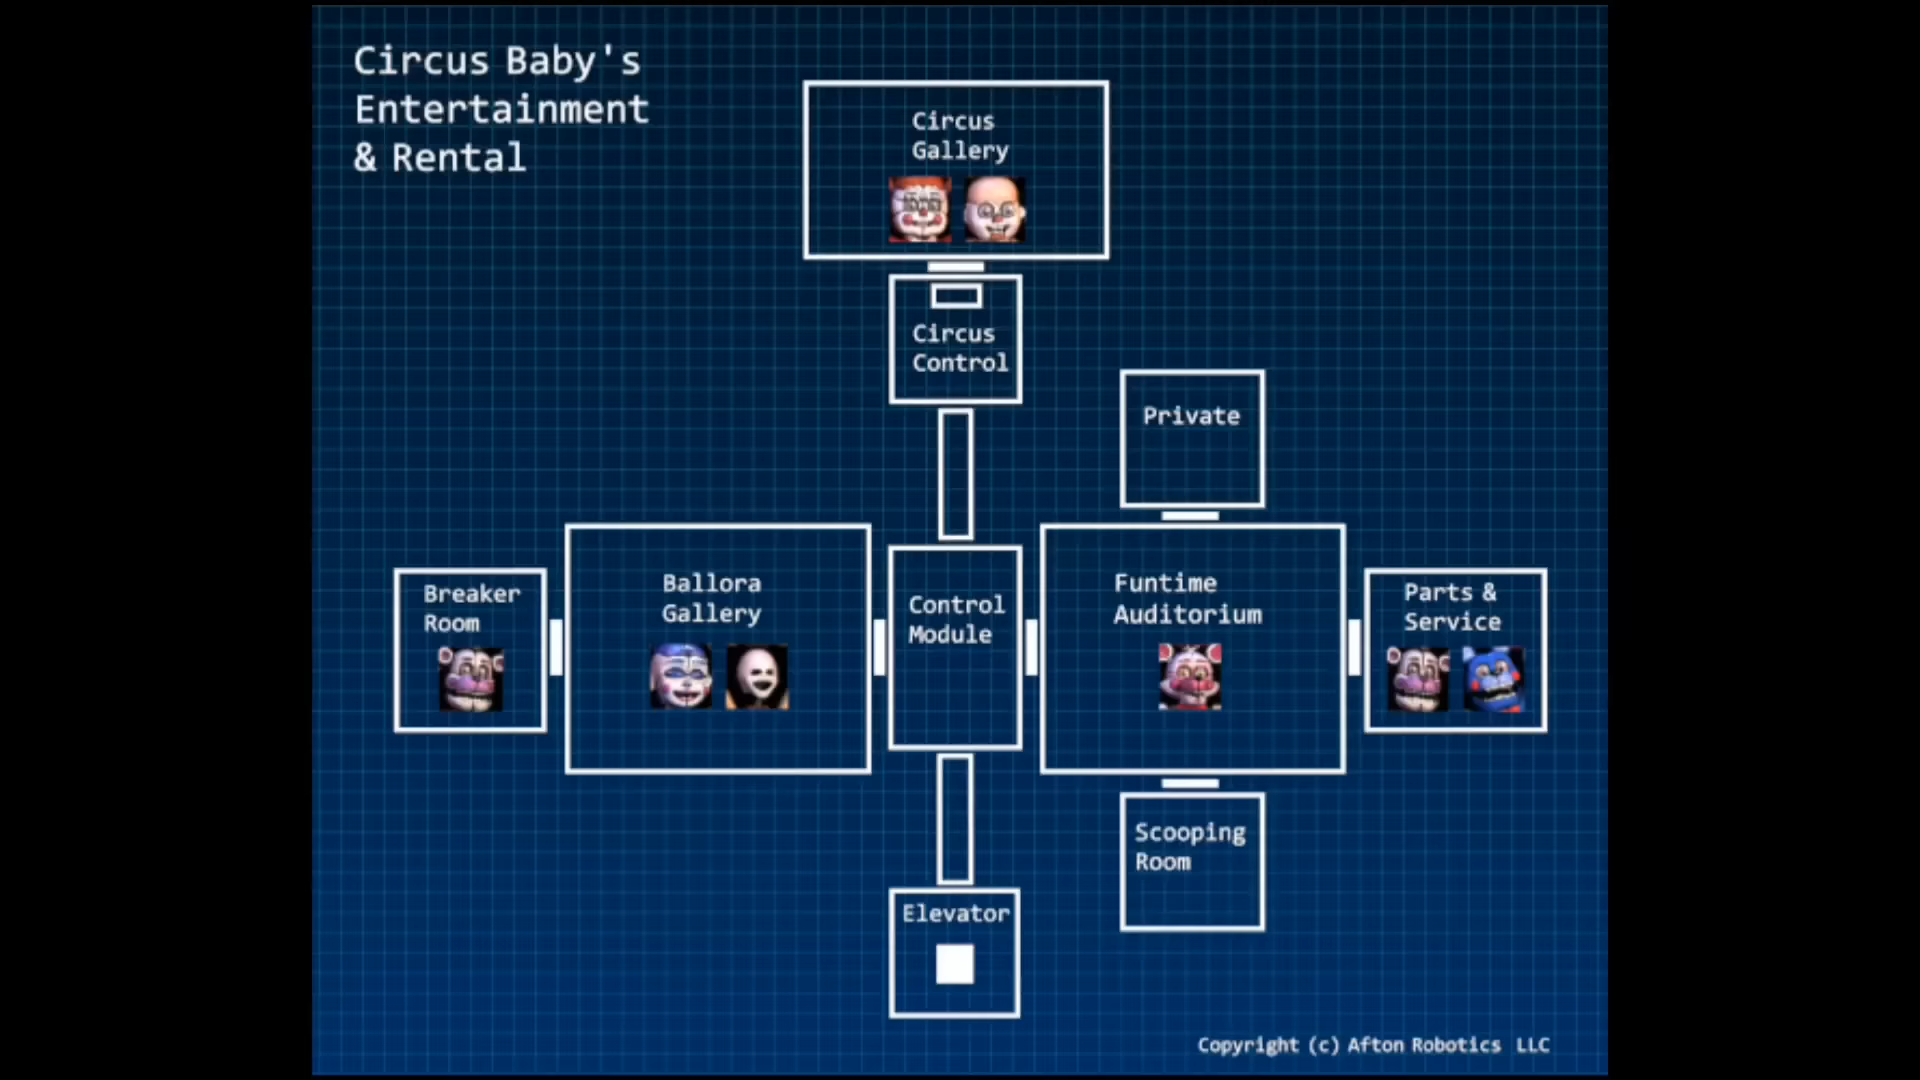 Circus Baby's
Entertainment
& Rental
Circus
Gallery
Circus
Control
Private
Breaker
Room
Ballora
Gallery
Control
Module
Funtime
Auditorium
Parts &
Service
Scooping
Room
Elevator
Copyright (c) Afton Robotics LLC